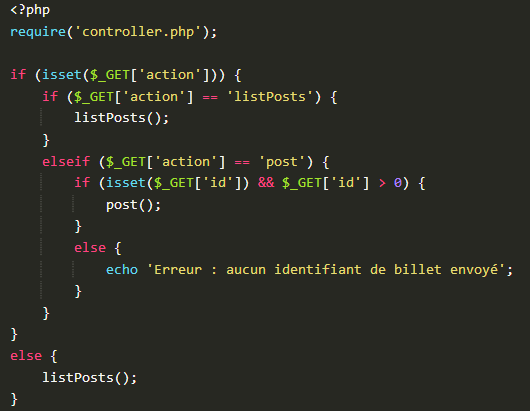 <?php
require('controller.php');

if (isset($_GET['action'])) {
    if ($_GET['action'] == 'listPosts') {
        listPosts();
    }
    elseif ($_GET['action'] == 'post') {
        if (isset($_GET['id']) && $_GET['id'] > 0) {
            post();
        }
        else {
            echo 'Erreur : aucun identifiant de billet envoyé';
        }
    }
}
else {
    listPosts();
}